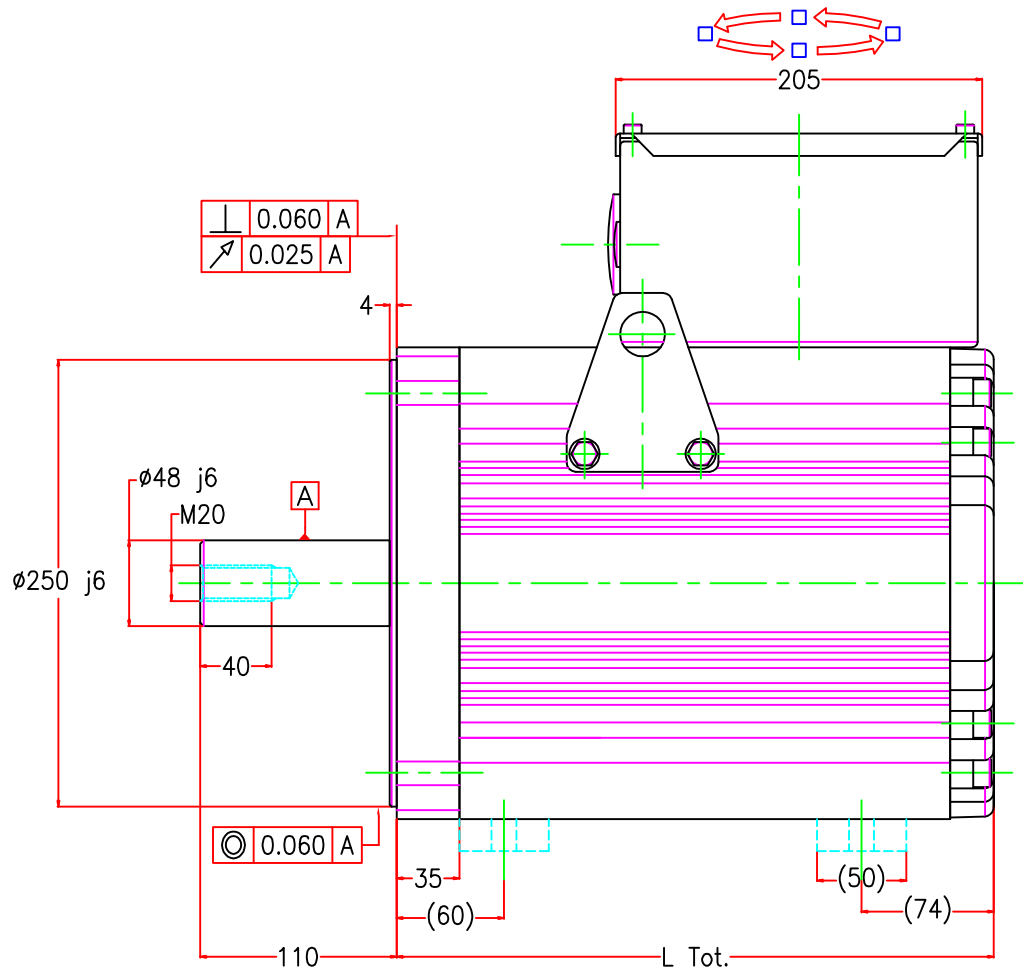 205
⊥ 0.060 A
↗ 0.025 A
4
ø48 j6
A
M20
ø250 j6
40
◎ 0.060 A
35
(50)
(60)
(74)
110
L Tot.